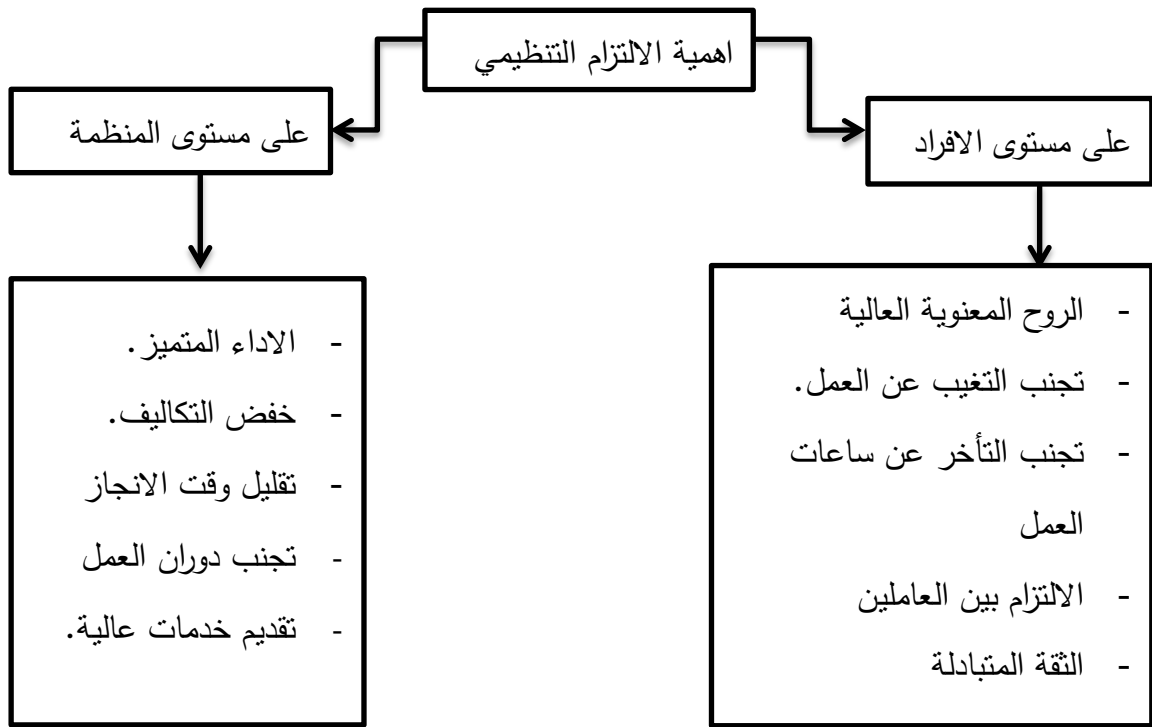 اهمية الالتزام التنظيمي
على مستوى الافراد
على مستوى المنظمة
- الروح المعنوية العالية
- تجنب التغيب عن العمل.
- تجنب التأخر عن ساعات
العمل
- الالتزام بين العاملين
- الثقة المتبادلة
- الاداء المتميز.
- خفض التكاليف.
- تقليل وقت الانجاز
- تجنب دوران العمل
- تقديم خدمات عالية.